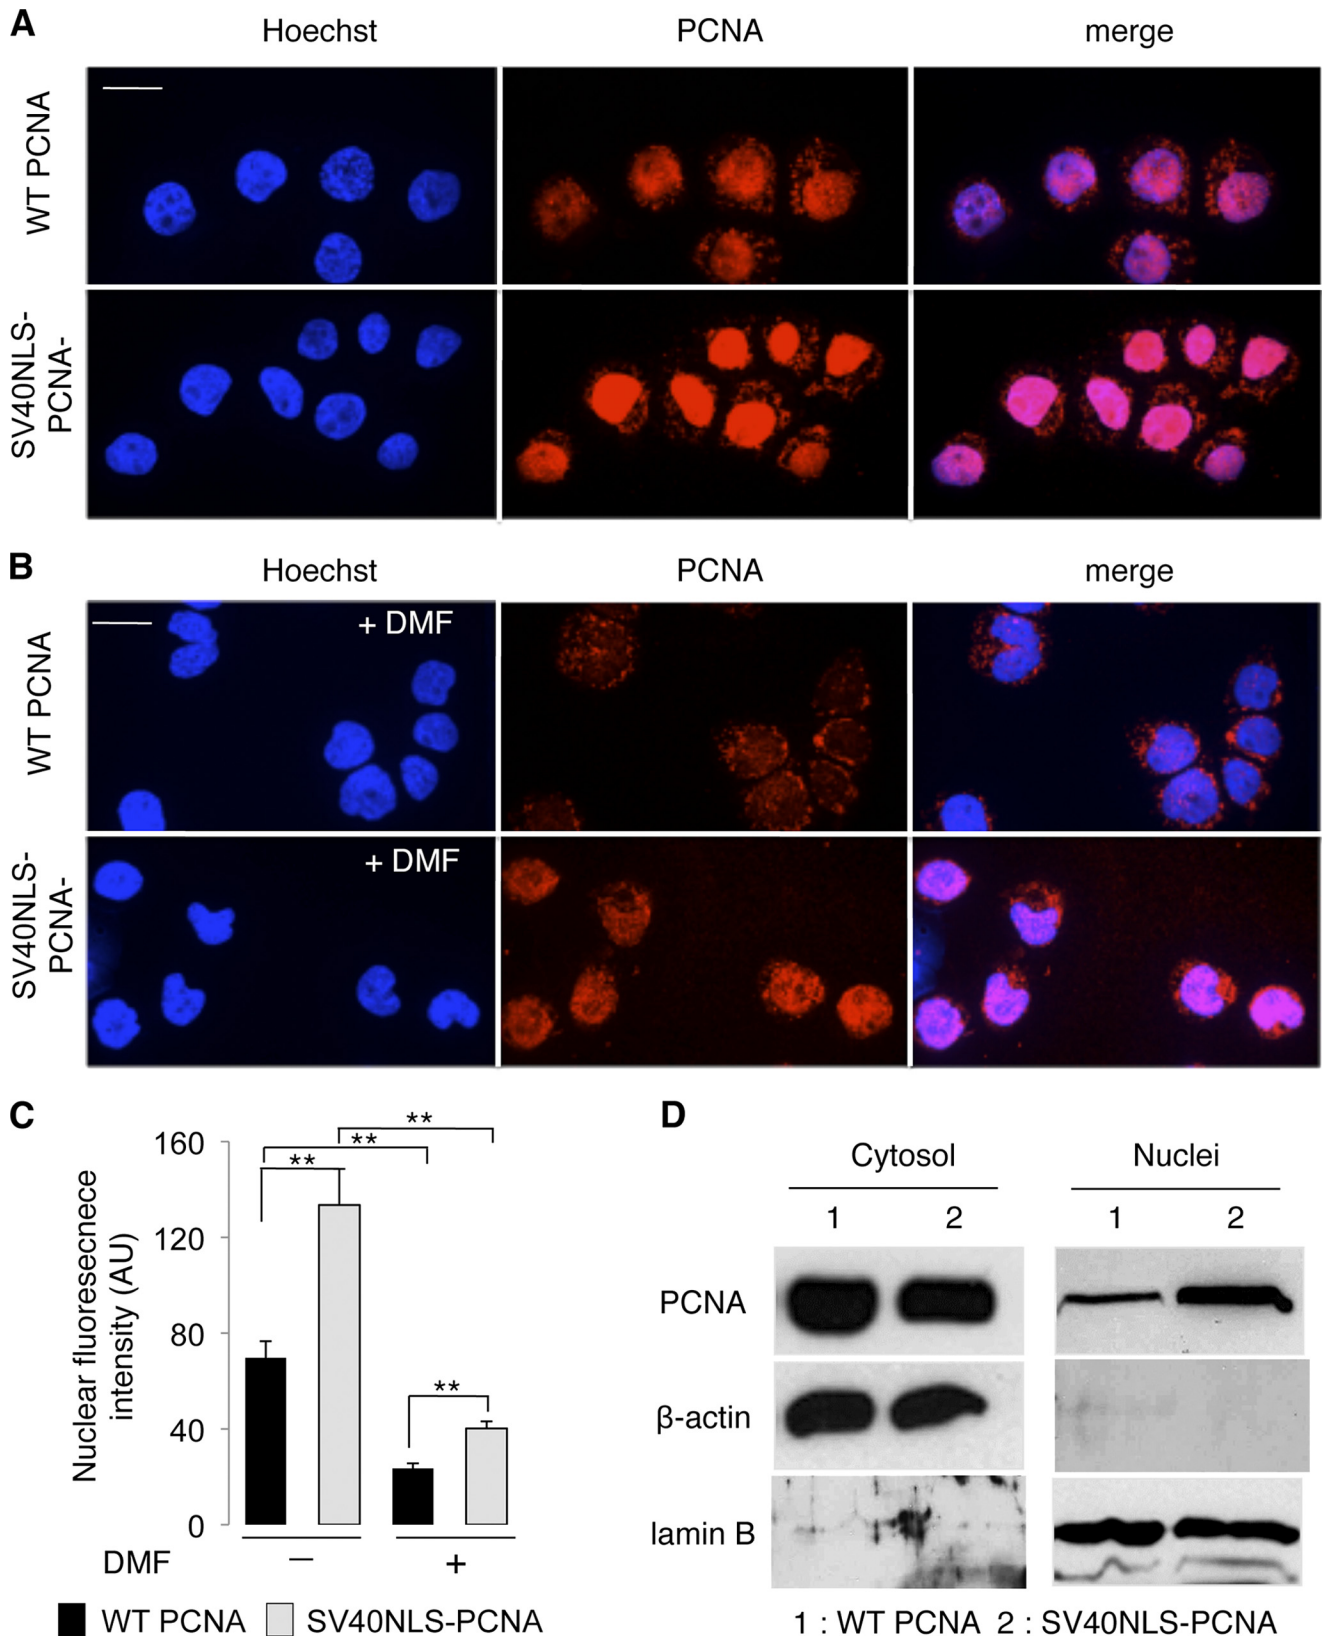 A
Hoechst PCNA merge
WT PCNA
SV40NLS-
PCNA-
B
Hoechst PCNA merge
WT PCNA
+ DMF
SV40NLS-
PCNA-
+ DMF
C
Nuclear fluoresecnece
intensity (AU)
160
120
80
40
0
**
**
**
**
DMF – +
WT PCNA SV40NLS-PCNA
D
Cytosol Nuclei
1 2 1 2
PCNA
β-actin
lamin B
1 : WT PCNA 2 : SV40NLS-PCNA